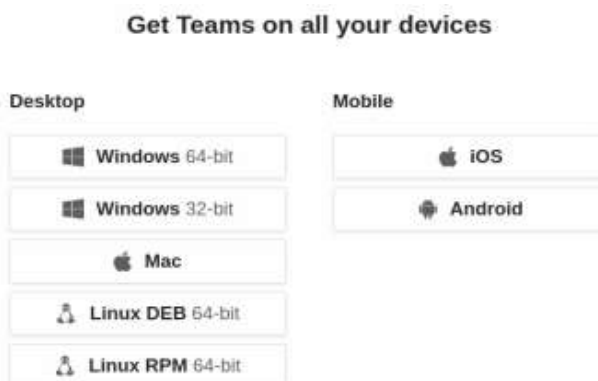 Get Teams on all your devices
Desktop
Windows 64-bit
Windows 32-bit
Mac
Linux DEB 64-bit
Linux RPM 64-bit
Mobile
iOS
Android